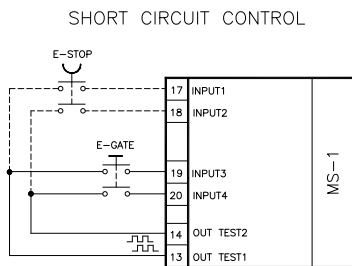 SHORT CIRCUIT CONTROL
E-STOP
17 INPUT1
18 INPUT2
E-GATE
19 INPUT3
20 INPUT4
MS-1
14 OUT TEST2
13 OUT TEST1